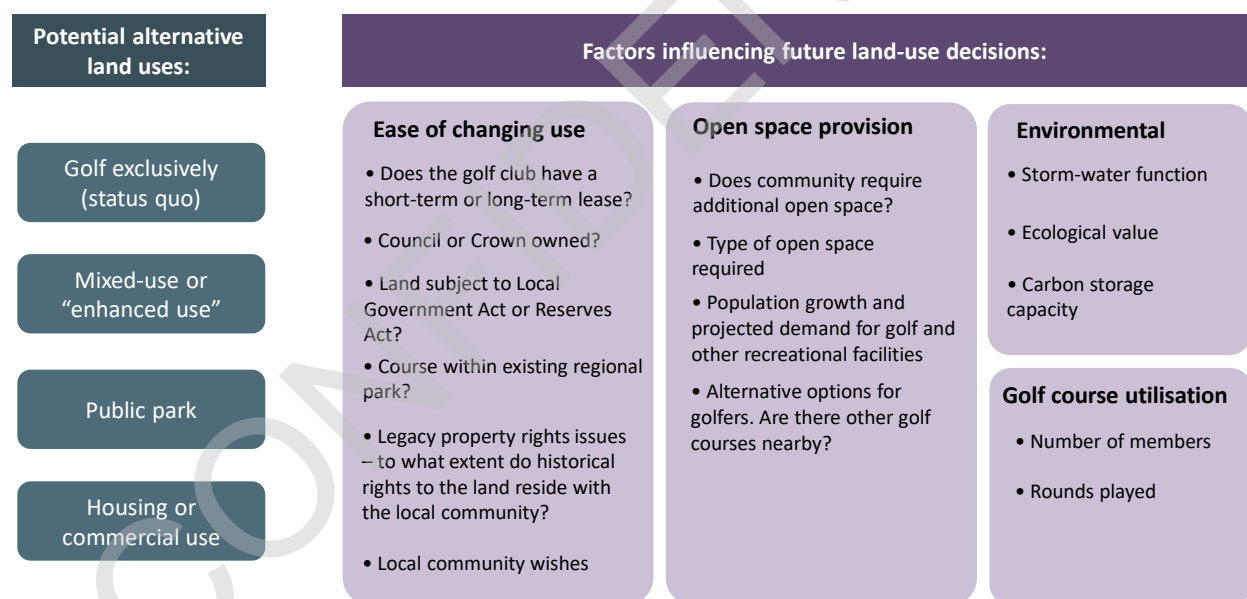 Potential alternative
land uses:
Golf exclusively
(status quo)
Mixed-use or
“enhanced use”
Public park
Housing or
commercial use
Factors influencing future land-use decisions:
Ease of changing use
• Does the golf club have a
short-term or long-term lease?
• Council or Crown owned?
• Land subject to Local
Government Act or Reserves
Act?
• Course within existing regional
park?
• Legacy property rights issues
– to what extent do historical
rights to the land reside with
the local community?
• Local community wishes
Open space provision
• Does community require
additional open space?
• Type of open space
required
• Population growth and
projected demand for golf and
other recreational facilities
• Alternative options for
golfers. Are there other golf
courses nearby?
Environmental
• Storm-water function
• Ecological value
• Carbon storage
capacity
Golf course utilisation
• Number of members
• Rounds played
CONFIDEN